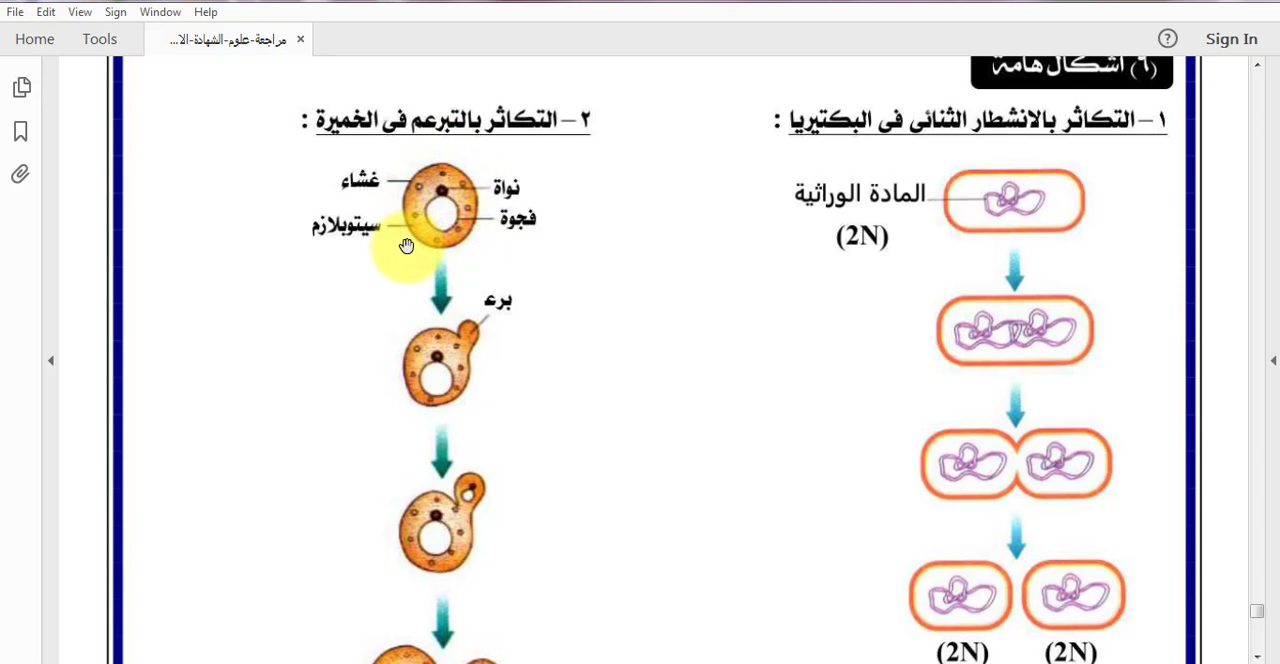 File Edit View Sign Window Help
Home Tools مراجعة-علوم-الشهادة-الا... × ? Sign In
(٦) أشكال هامة
١- التكاثر بالانشطار الثنائى فى البكتيريا :
المادة الوراثية
(2N)
(2N) (2N)
٢- التكاثر بالتبرعم فى الخميرة :
غشاء
نواة
فجوة
سيتوبلازم
برعـ